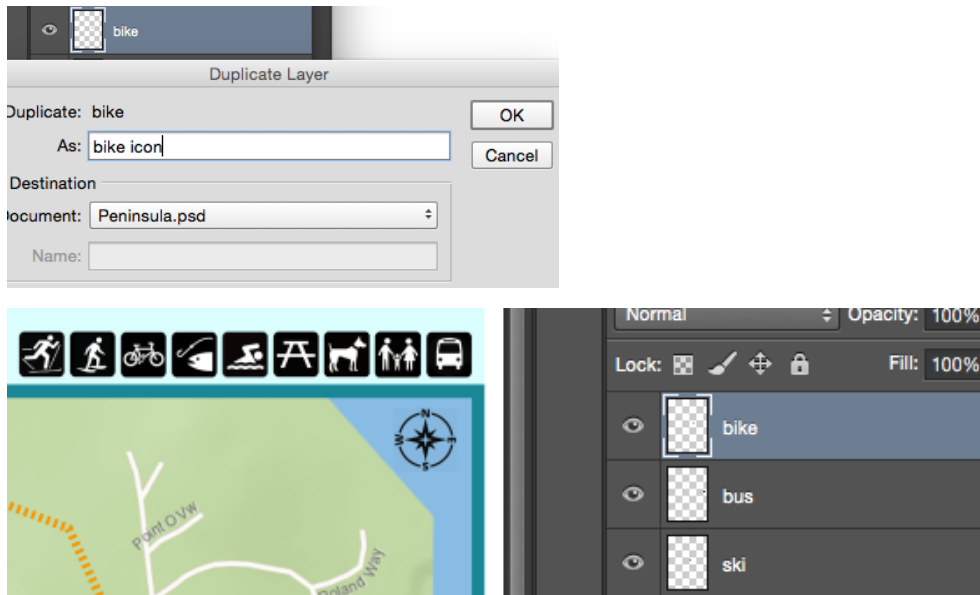 bike
Duplicate Layer
Duplicate: bike
OK
As: bike icon
Cancel
Destination
Document: Peninsula.psd
Name:
N
W E
S
Point O Vw
Roland Way
Normal Opacity: 100%
Lock: Fill: 100%
bike
bus
ski